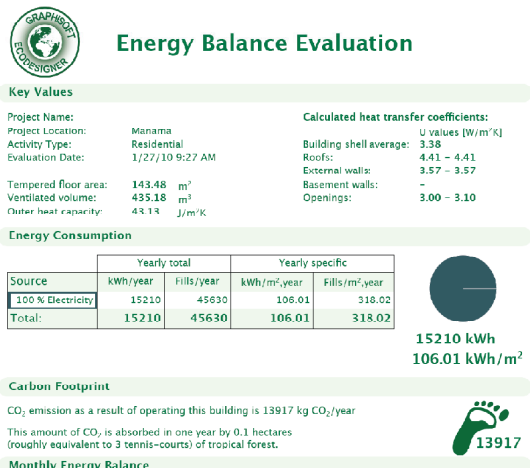 GRAPHISOFT
ECODESIGNER
Energy Balance Evaluation
Key Values
Project Name:
Project Location: Manama
Activity Type: Residential
Evaluation Date: 1/27/10 9:27 AM
Tempered floor area: 143.48 m²
Ventilated volume: 435.18 m³
Outer heat capacity: 43.13 J/m²K
Calculated heat transfer coefficients:
U values [W/m²K]
Building shell average: 3.38
Roofs: 4.41 - 4.41
External walls: 3.57 - 3.57
Basement walls: -
Openings: 3.00 - 3.10
Energy Consumption
Yearly total Yearly specific
Source kWh/year Fills/year kWh/m²,year Fills/m²,year
100 % Electricity 15210 45630 106.01 318.02
Total: 15210 45630 106.01 318.02
15210 kWh
106.01 kWh/m²
Carbon Footprint
CO₂ emission as a result of operating this building is 13917 kg CO₂/year
This amount of CO₂ is absorbed in one year by 0.1 hectares
(roughly equivalent to 3 tennis-courts) of tropical forest.
13917
Monthly Energy Balance